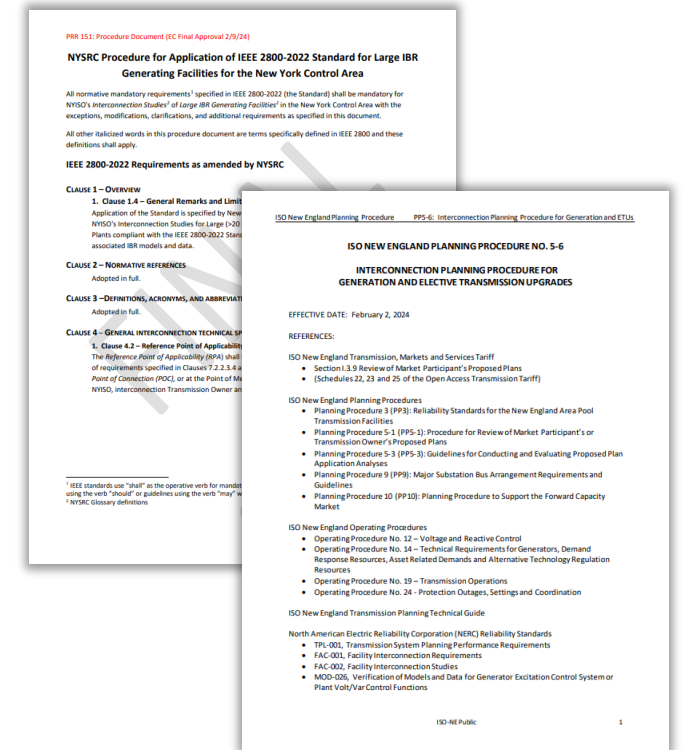 PRR 151: Procedure Document (EC Final Approval 2/9/24)
NYSRC Procedure for Application of IEEE 2800-2022 Standard for Large IBR
Generating Facilities for the New York Control Area
All normative mandatory requirements¹ specified in IEEE 2800-2022 (the Standard) shall be mandatory for
NYISO's Interconnection Studies² of Large IBR Generating Facilities² in the New York Control Area with the
exceptions, modifications, clarifications, and additional requirements as specified in this document.
All other italicized words in this procedure document are terms specifically defined in IEEE 2800 and these
definitions shall apply.
IEEE 2800-2022 Requirements as amended by NYSRC
CLAUSE 1 – OVERVIEW
1. Clause 1.4 – General Remarks and Limit
Application of the Standard is specified by New
NYISO's Interconnection Studies for Large (>20
Plants compliant with the IEEE 2800-2022 Stan
associated IBR models and data.
CLAUSE 2 – NORMATIVE REFERENCES
Adopted in full.
CLAUSE 3 –DEFINITIONS, ACRONYMS, AND ABBREVIAT
Adopted in full.
CLAUSE 4 – GENERAL INTERCONNECTION TECHNICAL SP
1. Clause 4.2 – Reference Point of Applicability
The Reference Point of Applicability (RPA) shall
of requirements specified in Clauses 7.2.2.3.4 a
Point of Connection (POC), or at the Point of Me
NYISO, interconnection Transmission Owner an
¹ IEEE standards use "shall" as the operative verb for mandat
using the verb "should" or guidelines using the verb "may" w
² NYSRC Glossary definitions
FINAL
ISO New England Planning Procedure PP5-6: Interconnection Planning Procedure for Generation and ETUs
ISO NEW ENGLAND PLANNING PROCEDURE NO. 5-6
INTERCONNECTION PLANNING PROCEDURE FOR
GENERATION AND ELECTIVE TRANSMISSION UPGRADES
EFFECTIVE DATE: February 2, 2024
REFERENCES:
ISO New England Transmission, Markets and Services Tariff
• Section I.3.9 Review of Market Participant's Proposed Plans
• (Schedules 22, 23 and 25 of the Open Access Transmission Tariff)
ISO New England Planning Procedures
• Planning Procedure 3 (PP3): Reliability Standards for the New England Area Pool
Transmission Facilities
• Planning Procedure 5-1 (PP5-1): Procedure for Review of Market Participant's or
Transmission Owner's Proposed Plans
• Planning Procedure 5-3 (PP5-3): Guidelines for Conducting and Evaluating Proposed Plan
Application Analyses
• Planning Procedure 9 (PP9): Major Substation Bus Arrangement Requirements and
Guidelines
• Planning Procedure 10 (PP10): Planning Procedure to Support the Forward Capacity
Market
ISO New England Operating Procedures
• Operating Procedure No. 12 – Voltage and Reactive Control
• Operating Procedure No. 14 – Technical Requirements for Generators, Demand
Response Resources, Asset Related Demands and Alternative Technology Regulation
Resources
• Operating Procedure No. 19 – Transmission Operations
• Operating Procedure No. 24 - Protection Outages, Settings and Coordination
ISO New England Transmission Planning Technical Guide
North American Electric Reliability Corporation (NERC) Reliability Standards
• TPL-001, Transmission System Planning Performance Requirements
• FAC-001, Facility Interconnection Requirements
• FAC-002, Facility Interconnection Studies
• MOD-026, Verification of Models and Data for Generator Excitation Control System or
Plant Volt/Var Control Functions
ISO-NE Public 1